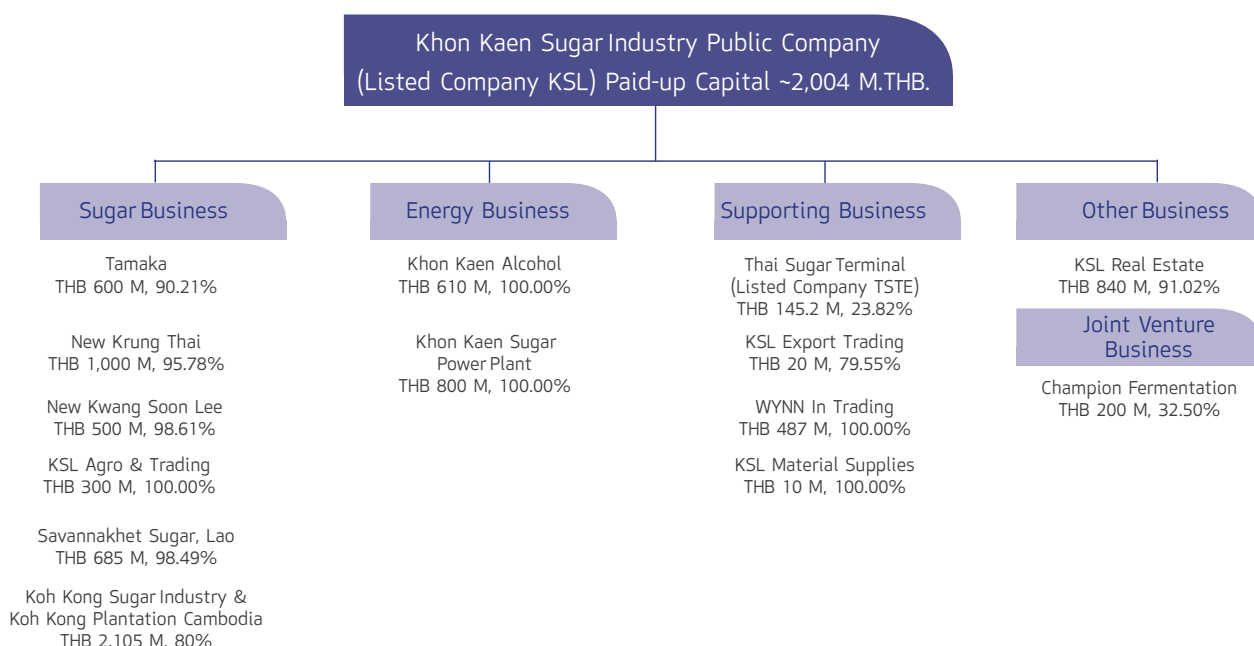 Khon Kaen Sugar Industry Public Company
(Listed Company KSL) Paid-up Capital ~2,004 M.THB.
Sugar Business
Tamaka
THB 600 M, 90.21%
New Krung Thai
THB 1,000 M, 95.78%
New Kwang Soon Lee
THB 500 M, 98.61%
KSL Agro & Trading
THB 300 M, 100.00%
Savannakhet Sugar, Lao
THB 685 M, 98.49%
Koh Kong Sugar Industry &
Koh Kong Plantation Cambodia
THB 2,105 M, 80%
Energy Business
Khon Kaen Alcohol
THB 610 M, 100.00%
Khon Kaen Sugar
Power Plant
THB 800 M, 100.00%
Supporting Business
Thai Sugar Terminal
(Listed Company TSTE)
THB 145.2 M, 23.82%
KSL Export Trading
THB 20 M, 79.55%
WYNN In Trading
THB 487 M, 100.00%
KSL Material Supplies
THB 10 M, 100.00%
Other Business
KSL Real Estate
THB 840 M, 91.02%
Joint Venture
Business
Champion Fermentation
THB 200 M, 32.50%